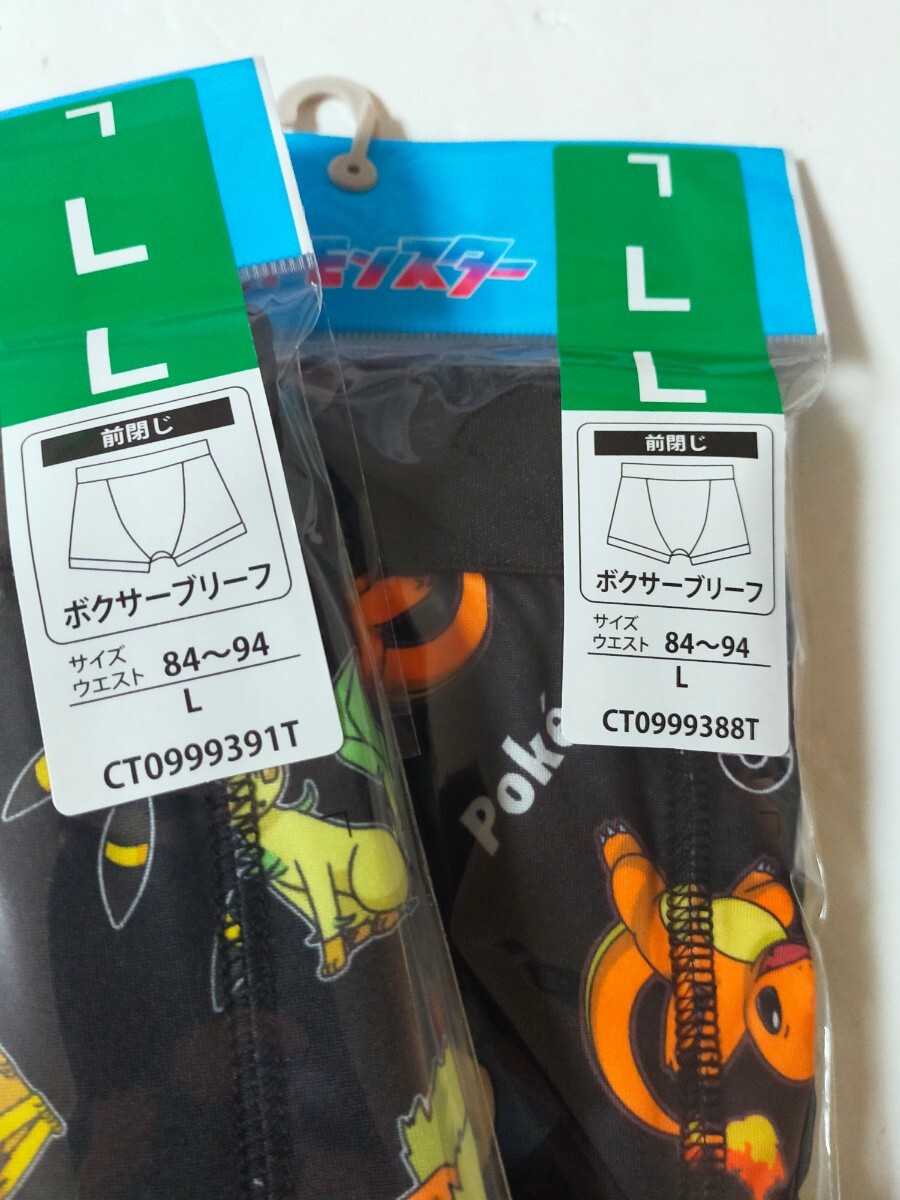 L
L
L
前閉じ
ボクサーブリーフ
サイズ
ウエスト 84〜94
L
CT0999391T
モンスター
L
L
L
前閉じ
ボクサーブリーフ
サイズ
ウエスト 84〜94
L
CT0999388T
Poké